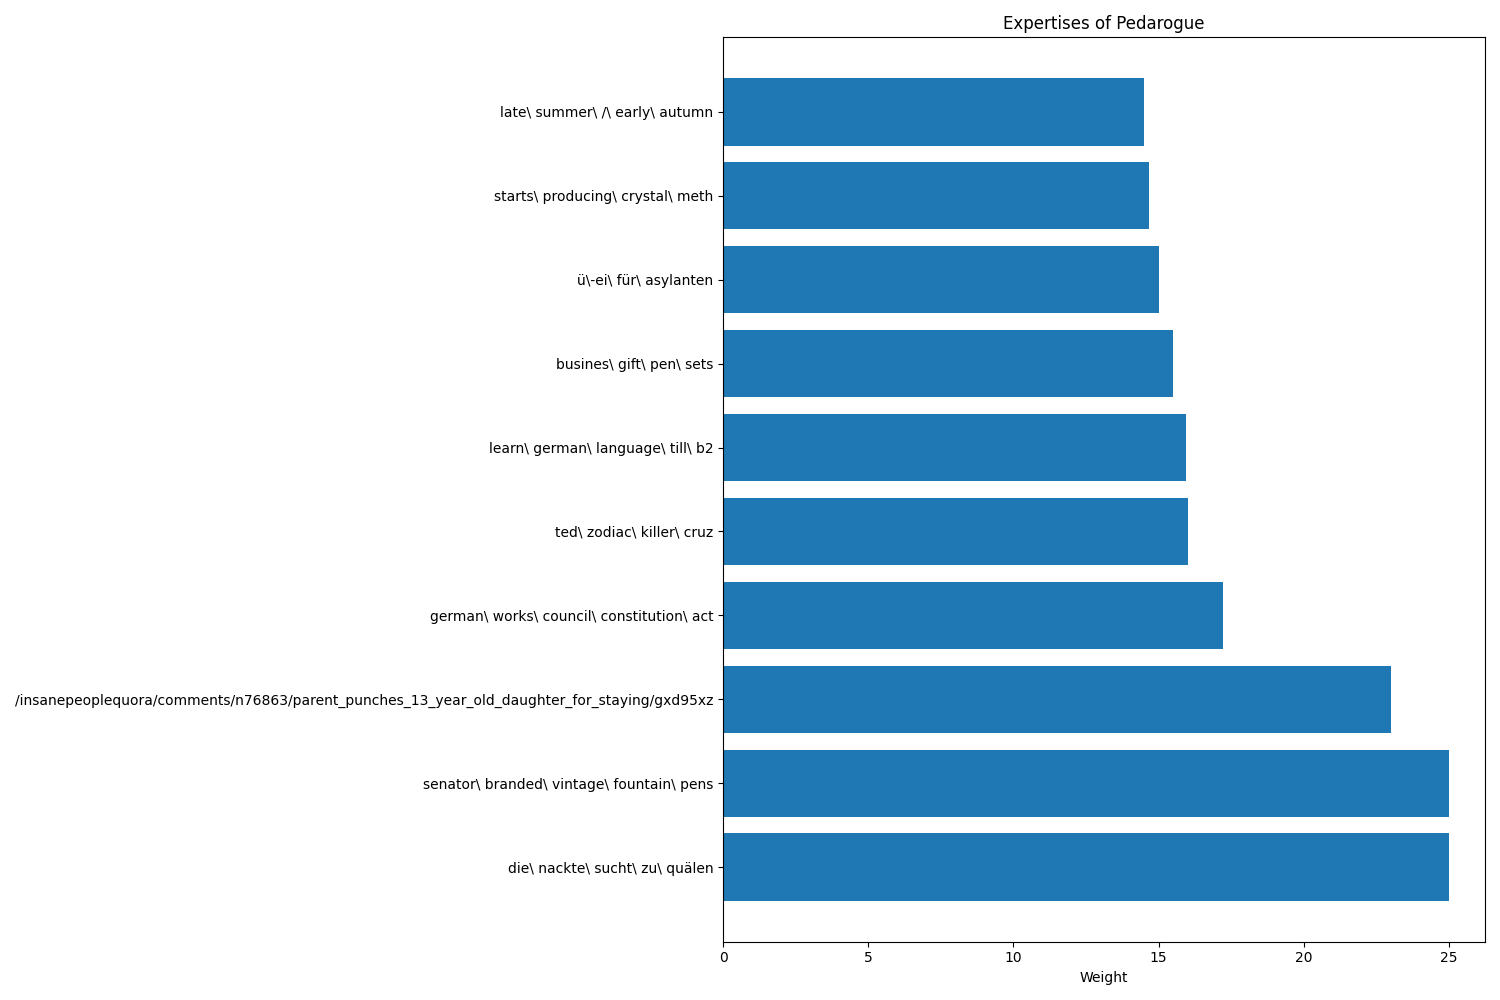 Expertises of Pedarogue
late\ summer\ /\ early\ autumn
starts\ producing\ crystal\ meth
ü\-ei\ für\ asylanten
busines\ gift\ pen\ sets
learn\ german\ language\ till\ b2
ted\ zodiac\ killer\ cruz
german\ works\ council\ constitution\ act
/insanepeoplequora/comments/n76863/parent_punches_13_year_old_daughter_for_staying/gxd95xz
senator\ branded\ vintage\ fountain\ pens
die\ nackte\ sucht\ zu\ quälen
0 5 10 15 20 25
Weight